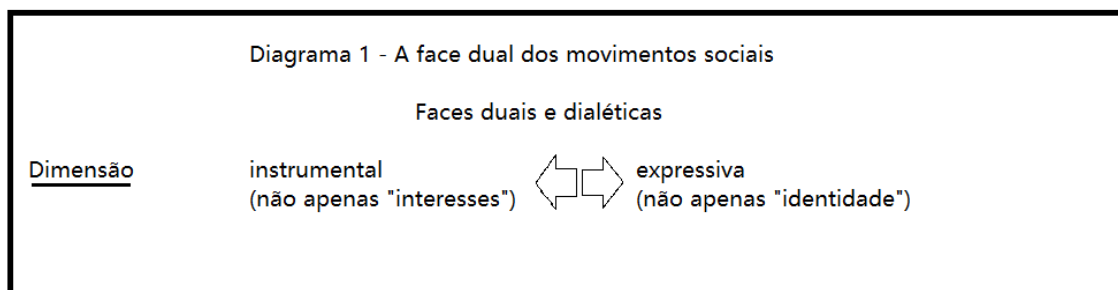 Diagrama 1 - A face dual dos movimentos sociais
Faces duais e dialéticas
Dimensão instrumental expressiva
(não apenas "interesses") (não apenas "identidade")